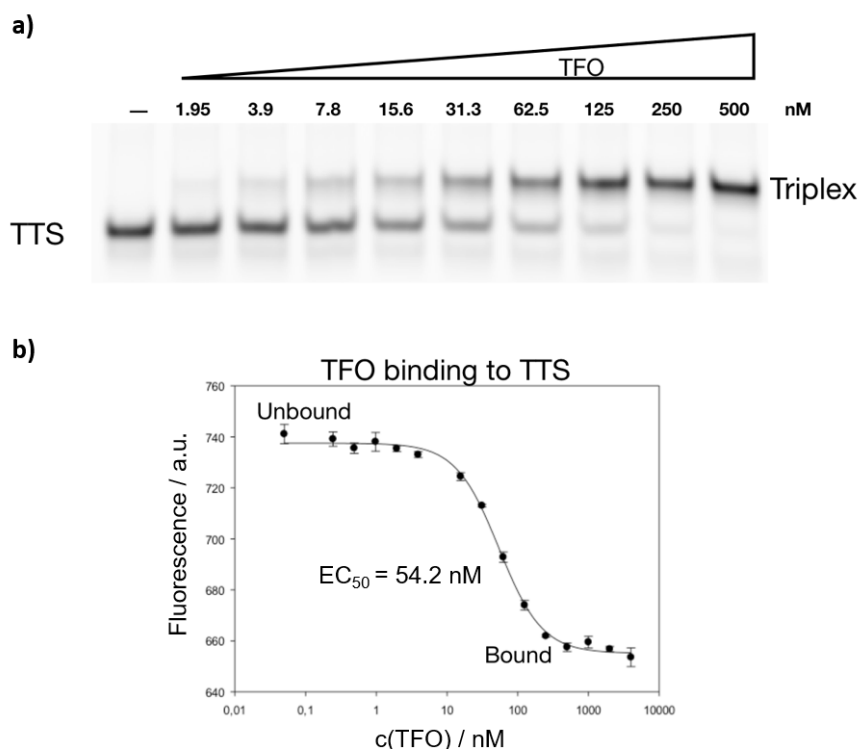 a)
TFO
— 1.95 3.9 7.8 15.6 31.3 62.5 125 250 500 nM
Triplex
TTS
b)
TFO binding to TTS
760
Unbound
740
720
700
680
660
640
Fluorescence / a.u.
EC₅₀ = 54.2 nM
Bound
0,01 0,1 1 10 100 1000 10000
c(TFO) / nM